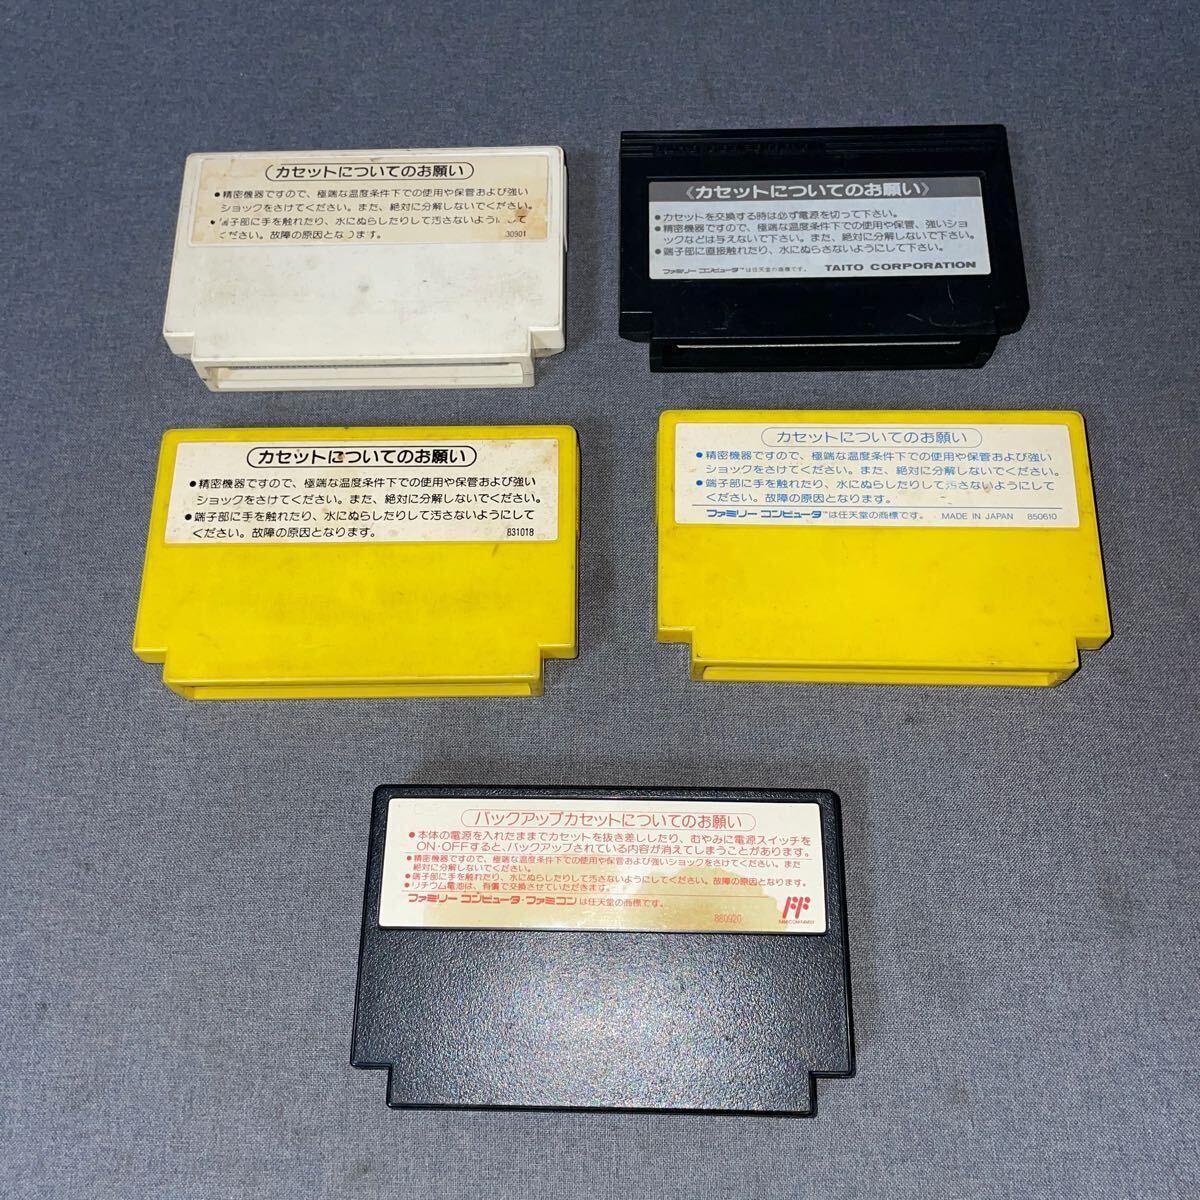 カセットについてのお願い
●精密機器ですので、極端な温度条件下での使用や保管および強い
ショックをさけてください。また、絶対に分解しないでください。
●端子部に手を触れたり、水にぬらしたりして汚さないようにして
ください。故障の原因となります。
30901
《カセットについてのお願い》
●カセットを交換する時は必ず電源を切って下さい。
●精密機器ですので、極端な温度条件下での使用や保管、強いショ
ックなどは与えないで下さい。また、絶対に分解しないで下さい。
●端子部に直接触れたり、水にぬらさないようにして下さい。
ファミリーコンピュータ™は任天堂の商標です。 TAITO CORPORATION
カセットについてのお願い
●精密機器ですので、極端な温度条件下での使用や保管および強い
ショックをさけてください。また、絶対に分解しないでください。
●端子部に手を触れたり、水にぬらしたりして汚さないようにして
ください。故障の原因となります。 831018
カセットについてのお願い
●精密機器ですので、極端な温度条件下での使用や保管および強い
ショックをさけてください。また、絶対に分解しないでください。
●端子部に手を触れたり、水にぬらしたりして汚さないようにして
ください。故障の原因となります。
ファミリーコンピュータ™は任天堂の商標です。 MADE IN JAPAN 850610
バックアップカセットについてのお願い
●本体の電源を入れたままでカセットを抜き差ししたり、むやみに電源スイッチを
ON・OFFすると、バックアップされている内容が消えてしまうことがあります。
●精密機器ですので、極端な温度条件下での使用や保管および強いショックをさけてください。また
絶対に分解しないでください。
●端子部に手を触れたり、水にぬらしたりして汚さないようにしてください。故障の原因となります。
●リチウム電池は、有償で交換させていただきます。
ファミリーコンピュータ・ファミコンは任天堂の商標です。
880920
FAMICOM FAMILY